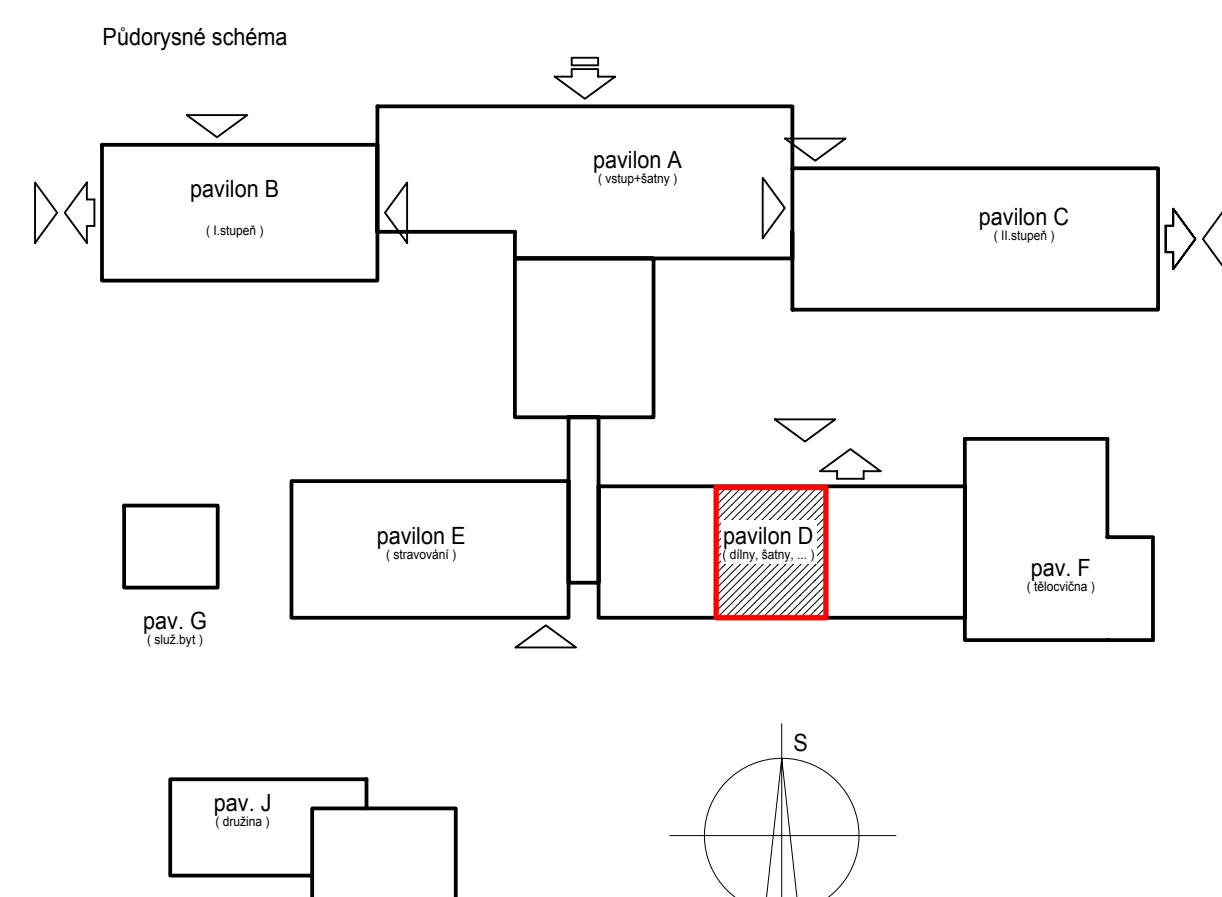 Půdorysné schéma
pavilon A
( vstup+šatny )
pavilon B
( I.stupeň )
pavilon C
( II.stupeň )
pavilon E
( stravování )
pavilon D
( dílny, šatny, ... )
pav. F
( tělocvična )
pav. G
( služ.byt )
S
pav. J
( družina )